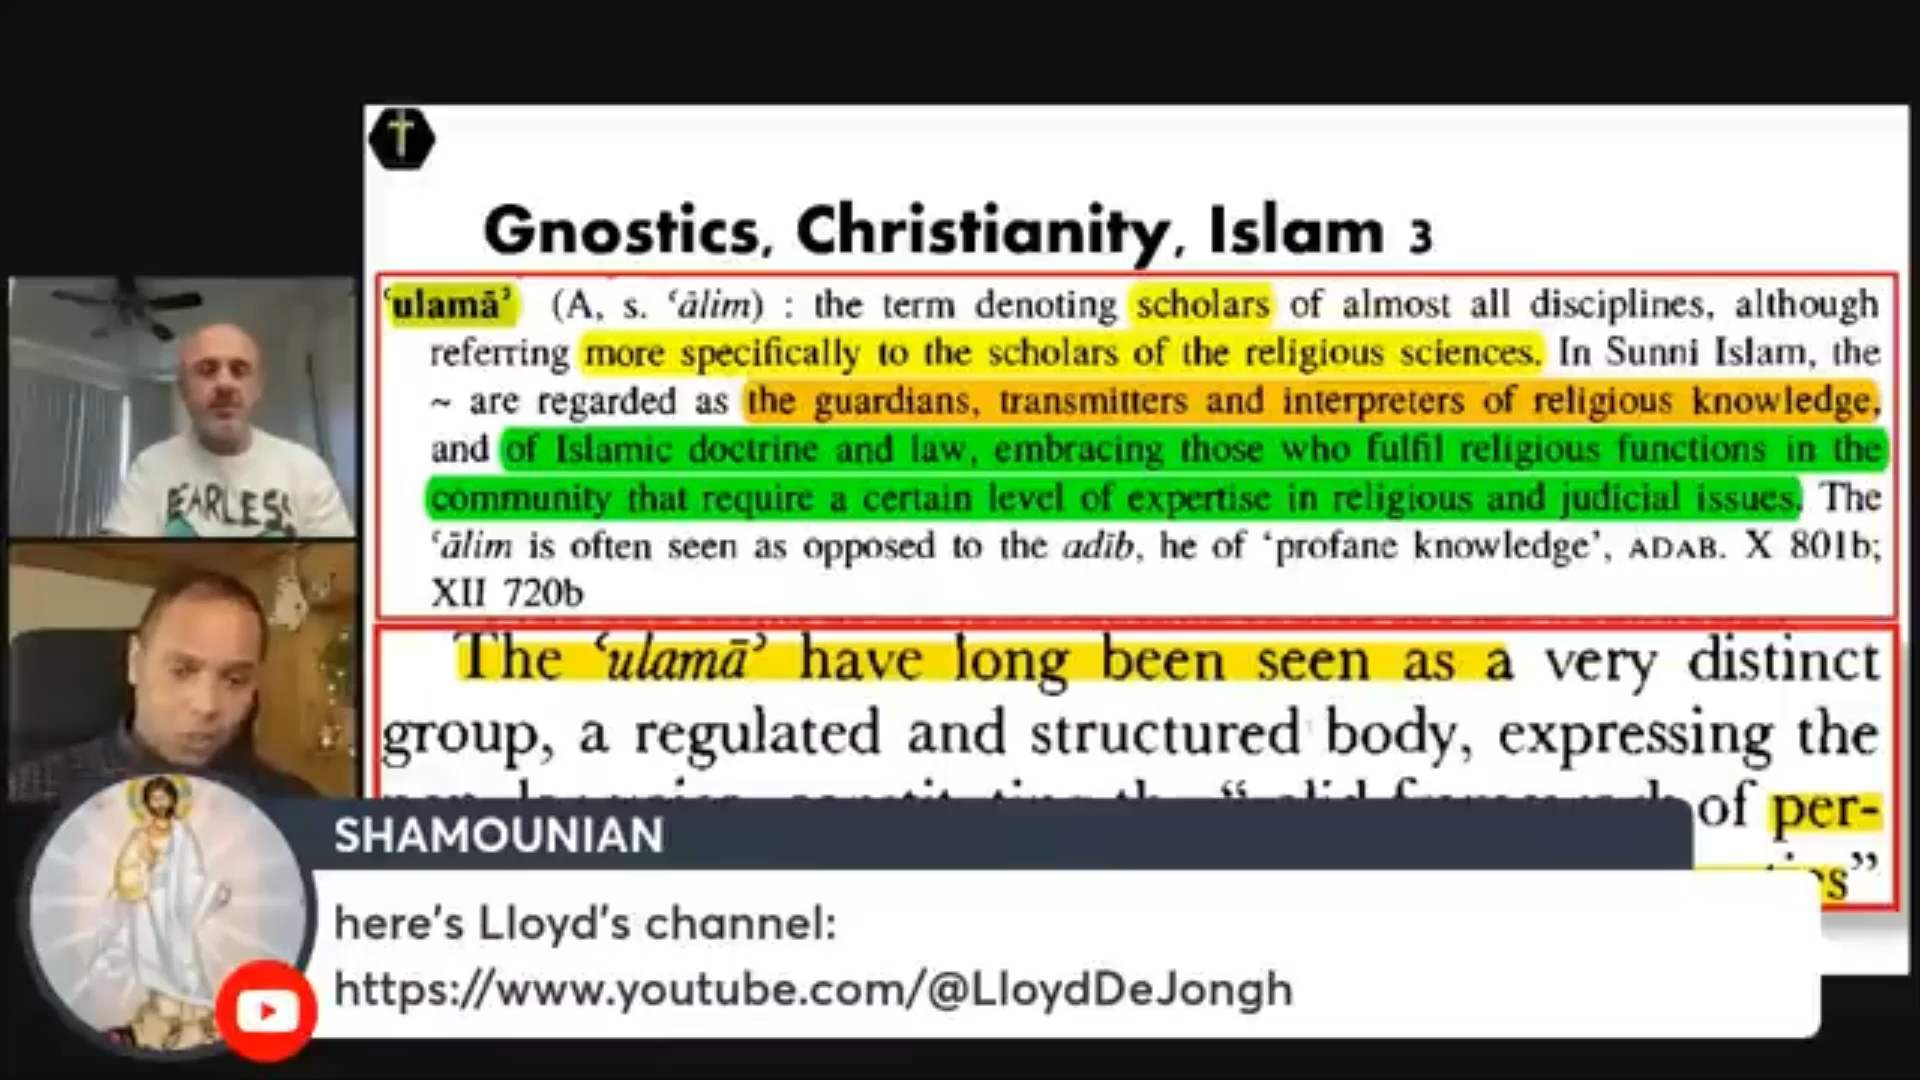 Gnostics, Christianity, Islam 3
ʻulamāʼ (A, s. ʻālim) : the term denoting scholars of almost all disciplines, although
referring more specifically to the scholars of the religious sciences. In Sunni Islam, the
~ are regarded as the guardians, transmitters and interpreters of religious knowledge,
and of Islamic doctrine and law, embracing those who fulfil religious functions in the
community that require a certain level of expertise in religious and judicial issues. The
ʻālim is often seen as opposed to the adīb, he of ‘profane knowledge’, ADAB. X 801b;
XII 720b
The ʻulamāʼ have long been seen as a very distinct
group, a regulated and structured body, expressing the
of per-
FEARLESS
SHAMOUNIAN
here's Lloyd's channel:
https://www.youtube.com/@LloydDeJongh